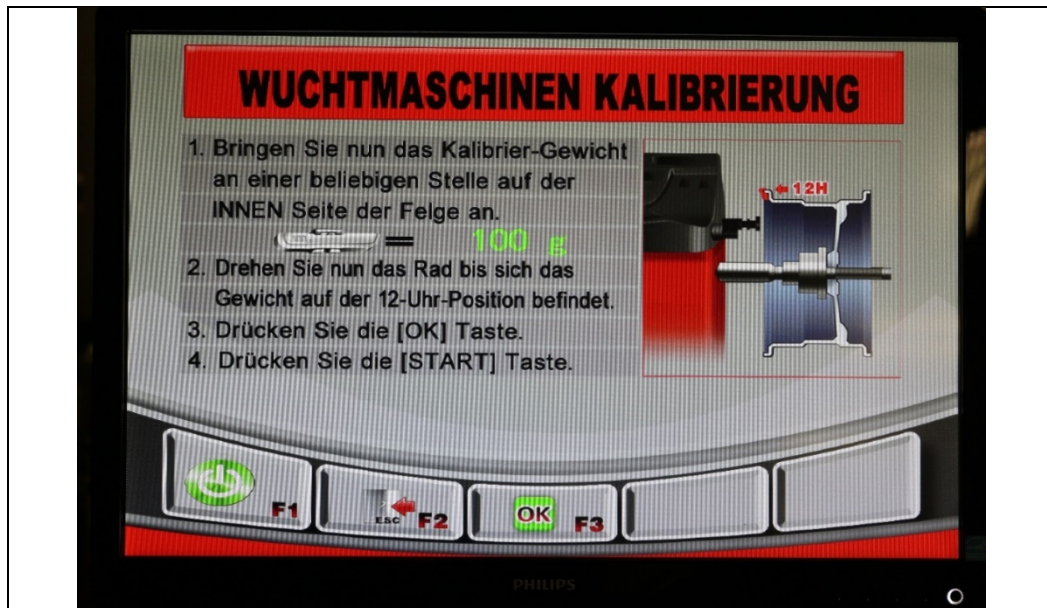 WUCHTMASCHINEN KALIBRIERUNG
1. Bringen Sie nun das Kalibrier-Gewicht
an einer beliebigen Stelle auf der
INNEN Seite der Felge an.
= 100 g
2. Drehen Sie nun das Rad bis sich das
Gewicht auf der 12-Uhr-Position befindet.
3. Drücken Sie die [OK] Taste.
4. Drücken Sie die [START] Taste.
12H
F1
ESC F2
OK F3
PHILIPS